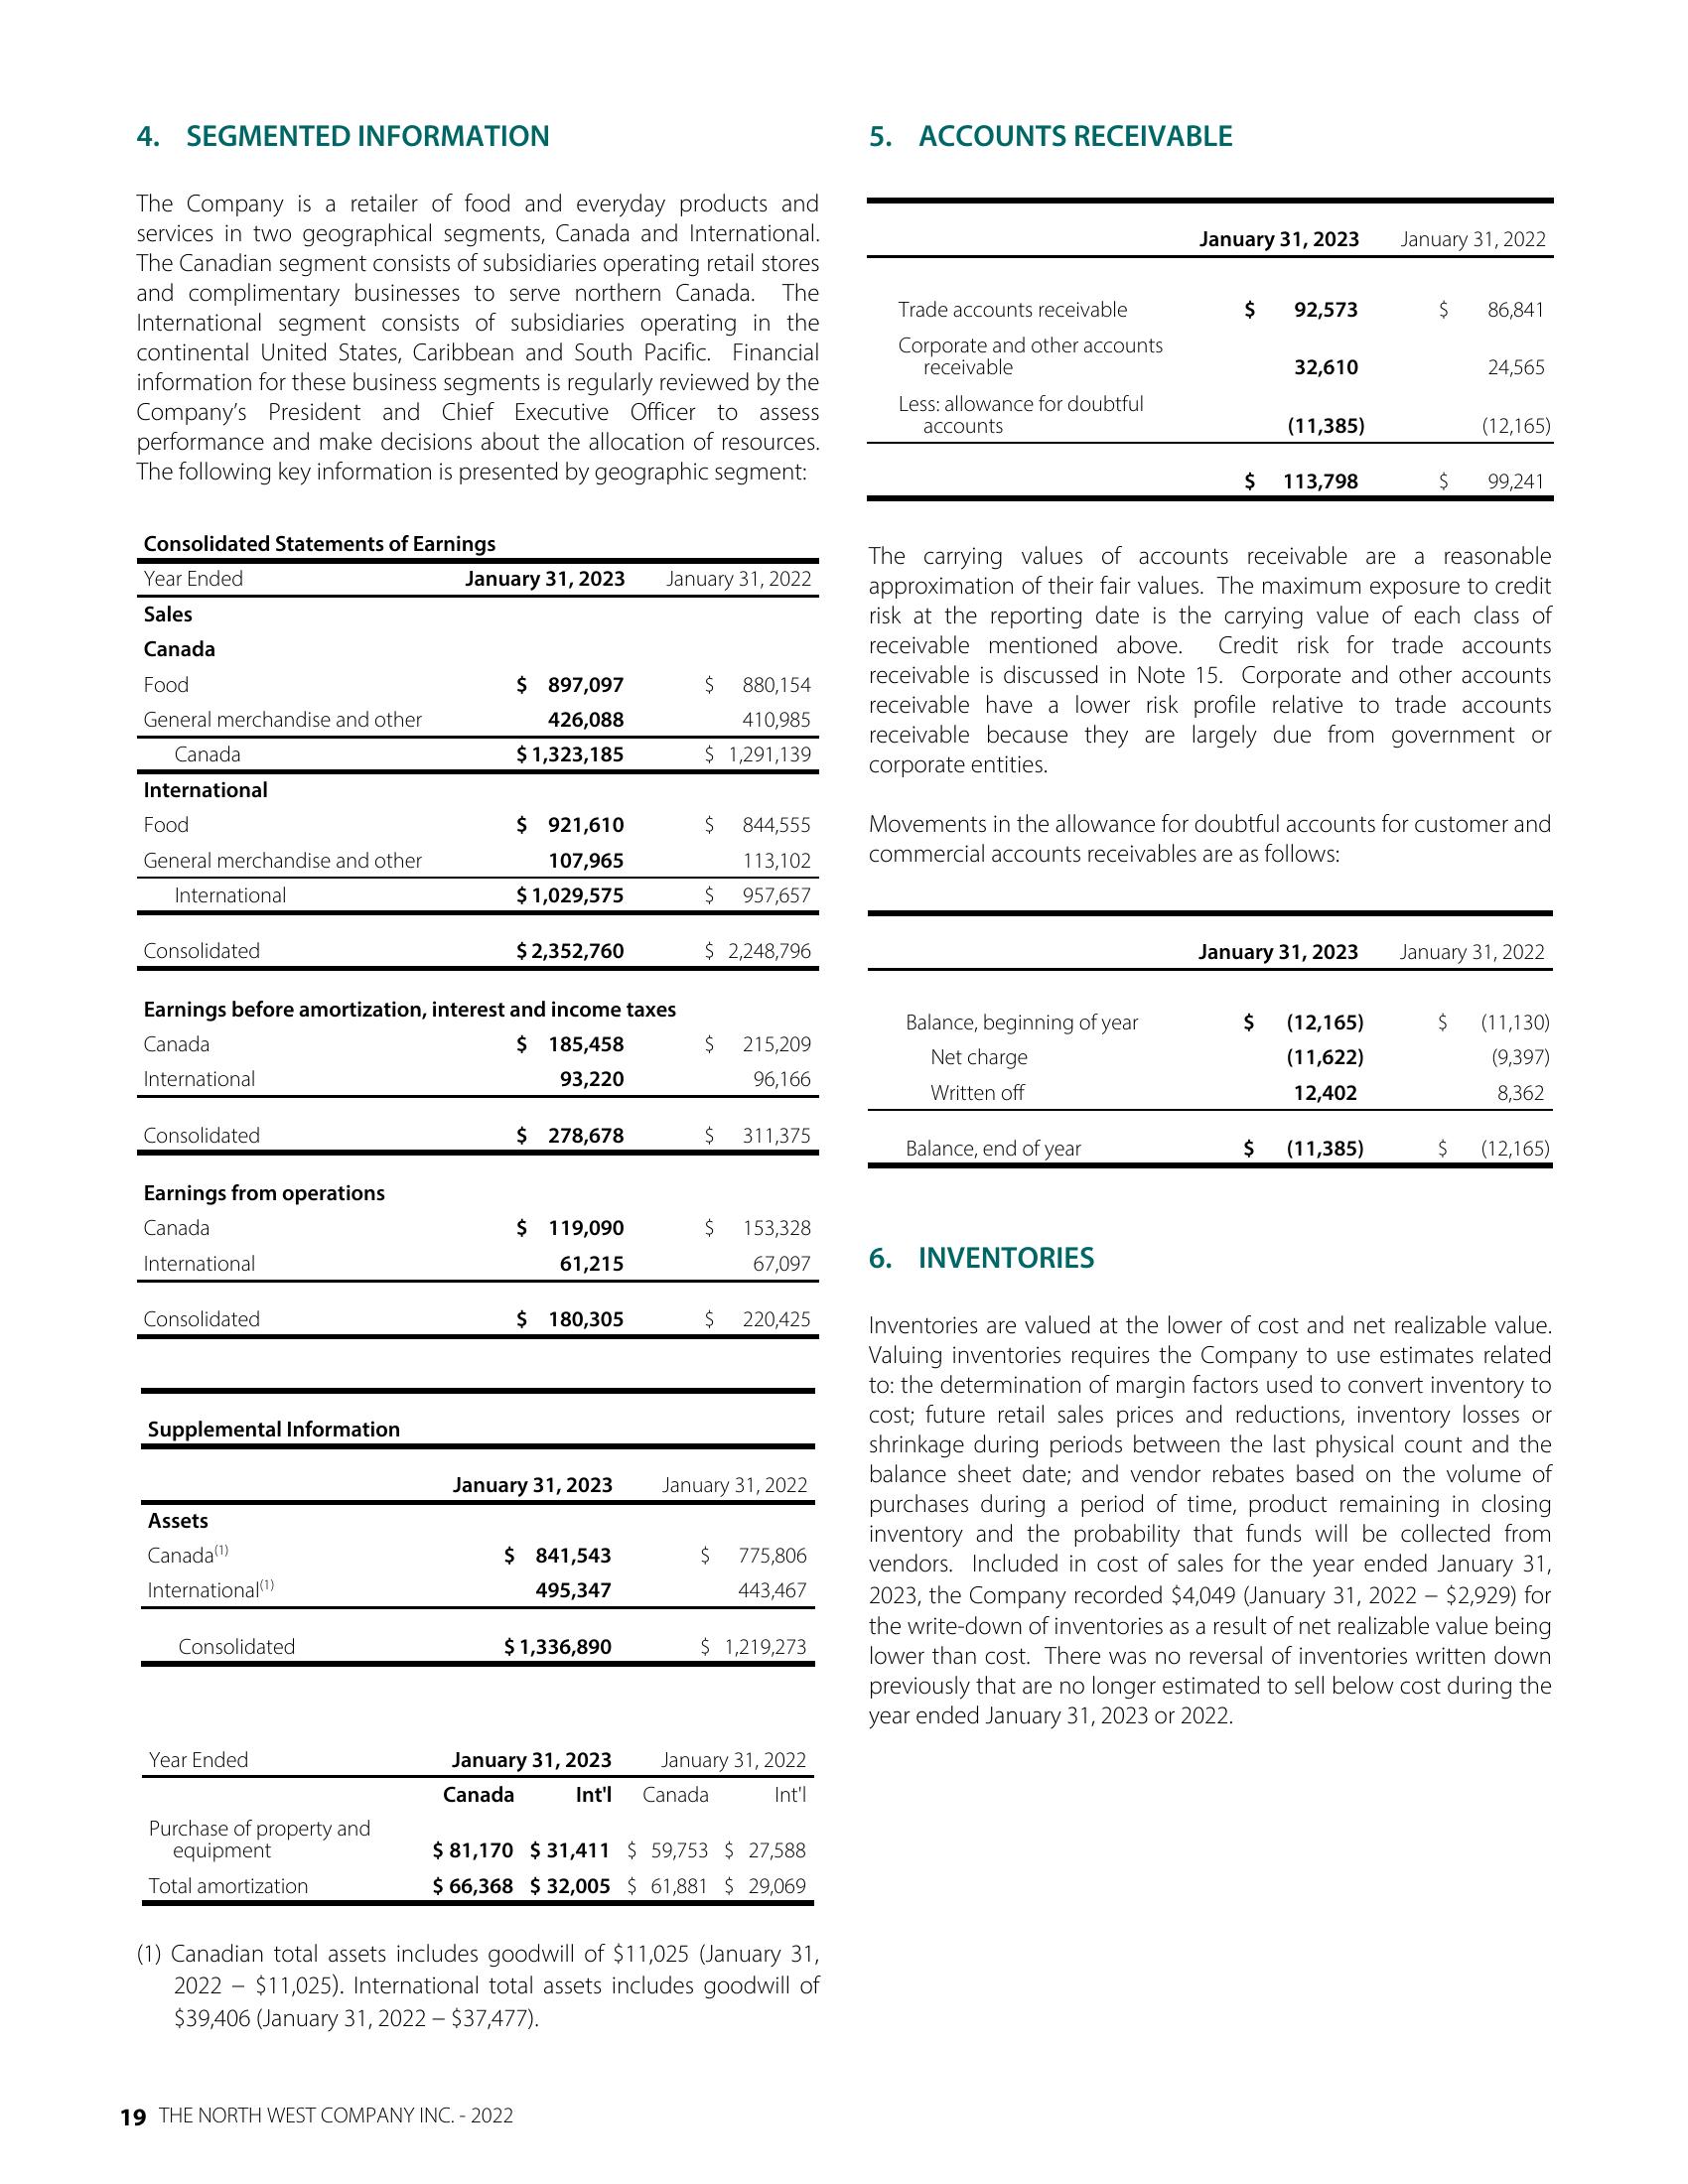 4. SEGMENTED INFORMATION
The Company is a retailer of food and everyday products and
services in two geographical segments, Canada and International.
The Canadian segment consists of subsidiaries operating retail stores
and complimentary businesses to serve northern Canada. The
International segment consists of subsidiaries operating in the
continental United States, Caribbean and South Pacific. Financial
information for these business segments is regularly reviewed by the
Company's President and Chief Executive Officer to assess
performance and make decisions about the allocation of resources.
The following key information is presented by geographic segment:
Consolidated Statements of Earnings
Year Ended January 31, 2023 January 31, 2022
Sales
Canada
Food $ 897,097 $ 880,154
General merchandise and other 426,088 410,985
Canada $ 1,323,185 $ 1,291,139
International
Food $ 921,610 $ 844,555
General merchandise and other 107,965 113,102
International $ 1,029,575 $ 957,657
Consolidated $ 2,352,760 $ 2,248,796
Earnings before amortization, interest and income taxes
Canada $ 185,458 $ 215,209
International 93,220 96,166
Consolidated $ 278,678 $ 311,375
Earnings from operations
Canada $ 119,090 $ 153,328
International 61,215 67,097
Consolidated $ 180,305 $ 220,425
Supplemental Information
January 31, 2023 January 31, 2022
Assets
Canada(1) $ 841,543 $ 775,806
International(1) 495,347 443,467
Consolidated $ 1,336,890 $ 1,219,273
Year Ended January 31, 2023 January 31, 2022
Canada Int'l Canada Int'l
Purchase of property and
equipment $ 81,170 $ 31,411 $ 59,753 $ 27,588
Total amortization $ 66,368 $ 32,005 $ 61,881 $ 29,069
(1) Canadian total assets includes goodwill of $11,025 (January 31,
2022 – $11,025). International total assets includes goodwill of
$39,406 (January 31, 2022 – $37,477).
5. ACCOUNTS RECEIVABLE
January 31, 2023 January 31, 2022
Trade accounts receivable $ 92,573 $ 86,841
Corporate and other accounts
receivable 32,610 24,565
Less: allowance for doubtful
accounts (11,385) (12,165)
$ 113,798 $ 99,241
The carrying values of accounts receivable are a reasonable
approximation of their fair values. The maximum exposure to credit
risk at the reporting date is the carrying value of each class of
receivable mentioned above. Credit risk for trade accounts
receivable is discussed in Note 15. Corporate and other accounts
receivable have a lower risk profile relative to trade accounts
receivable because they are largely due from government or
corporate entities.
Movements in the allowance for doubtful accounts for customer and
commercial accounts receivables are as follows:
January 31, 2023 January 31, 2022
Balance, beginning of year $ (12,165) $ (11,130)
Net charge (11,622) (9,397)
Written off 12,402 8,362
Balance, end of year $ (11,385) $ (12,165)
6. INVENTORIES
Inventories are valued at the lower of cost and net realizable value.
Valuing inventories requires the Company to use estimates related
to: the determination of margin factors used to convert inventory to
cost; future retail sales prices and reductions, inventory losses or
shrinkage during periods between the last physical count and the
balance sheet date; and vendor rebates based on the volume of
purchases during a period of time, product remaining in closing
inventory and the probability that funds will be collected from
vendors. Included in cost of sales for the year ended January 31,
2023, the Company recorded $4,049 (January 31, 2022 – $2,929) for
the write-down of inventories as a result of net realizable value being
lower than cost. There was no reversal of inventories written down
previously that are no longer estimated to sell below cost during the
year ended January 31, 2023 or 2022.
19 THE NORTH WEST COMPANY INC. - 2022